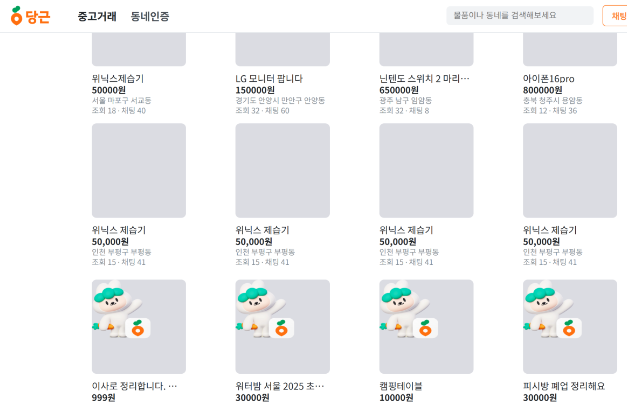 당근 중고거래 동네인증 물품이나 동네를 검색해보세요 채팅
위닉스제습기 LG 모니터 팝니다 닌텐도 스위치 2 마리… 아이폰16pro
50000원 150000원 650000원 800000원
서울 마포구 서교동 경기도 안양시 만안구 안양동 광주 남구 임암동 충북 청주시 용암동
조회 18 · 채팅 40 조회 32 · 채팅 60 조회 32 · 채팅 8 조회 12 · 채팅 36
위닉스 제습기 위닉스 제습기 위닉스 제습기 위닉스 제습기
50,000원 50,000원 50,000원 50,000원
인천 부평구 부평동 인천 부평구 부평동 인천 부평구 부평동 인천 부평구 부평동
조회 15 · 채팅 41 조회 15 · 채팅 41 조회 15 · 채팅 41 조회 15 · 채팅 41
이사로 정리합니다. … 워터밤 서울 2025 초… 캠핑테이블 피시방 폐업 정리해요
999원 30000원 10000원 30000원